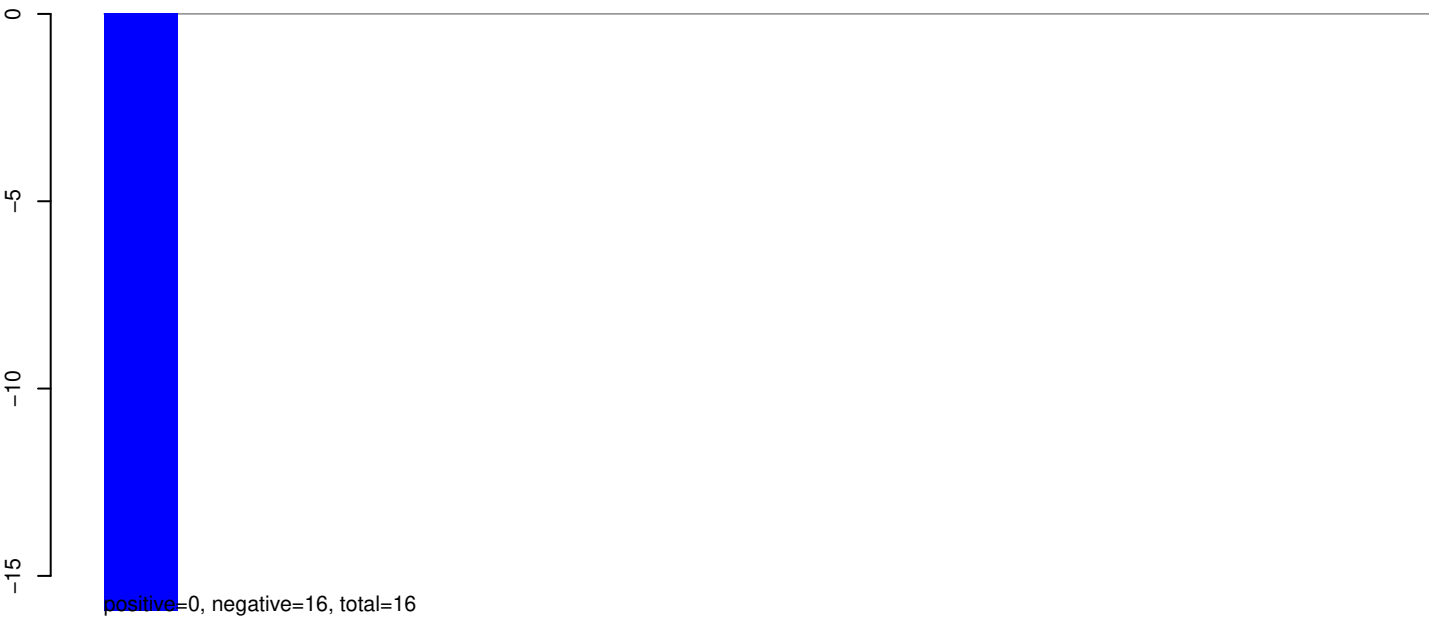 0
−5
−10
−15
positive=0, negative=16, total=16